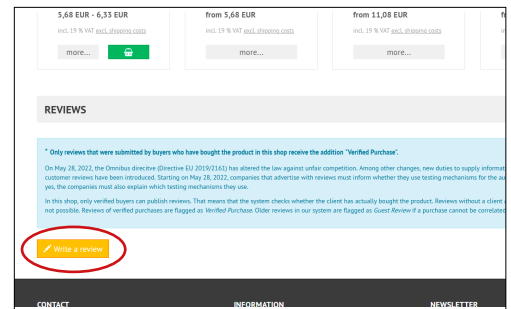 5,68 EUR - 6,33 EUR
from 5,68 EUR
from 11,08 EUR
incl. 19 % VAT excl. shipping costs
incl. 19 % VAT excl. shipping costs
incl. 19 % VAT excl. shipping costs
more...
more...
more...
REVIEWS
* Only reviews that were submitted by buyers who have bought the product in this shop receive the addition "Verified Purchase".
On May 28, 2022, the Omnibus direcitve (Directive EU 2019/2161) has altered the law against unfair competition. Among other changes, new duties to supply informat
customer reviews have been introduced. Starting on May 28, 2022, companies that advertise with reviews must inform whether they use testing mechanisms for the au
yes, the companies must also explain which testing mechanisms they use.
In this shop, only verified buyers can publish reviews. That means that the system checks whether the client has actually bought the product. Reviews without a client
not possible. Reviews of verified purchases are flagged as Verified Purchase. Older reviews in our system are flagged as Guest Review if a purchase cannot be correlated
Write a review
CONTACT
INFORMATION
NEWSLETTER